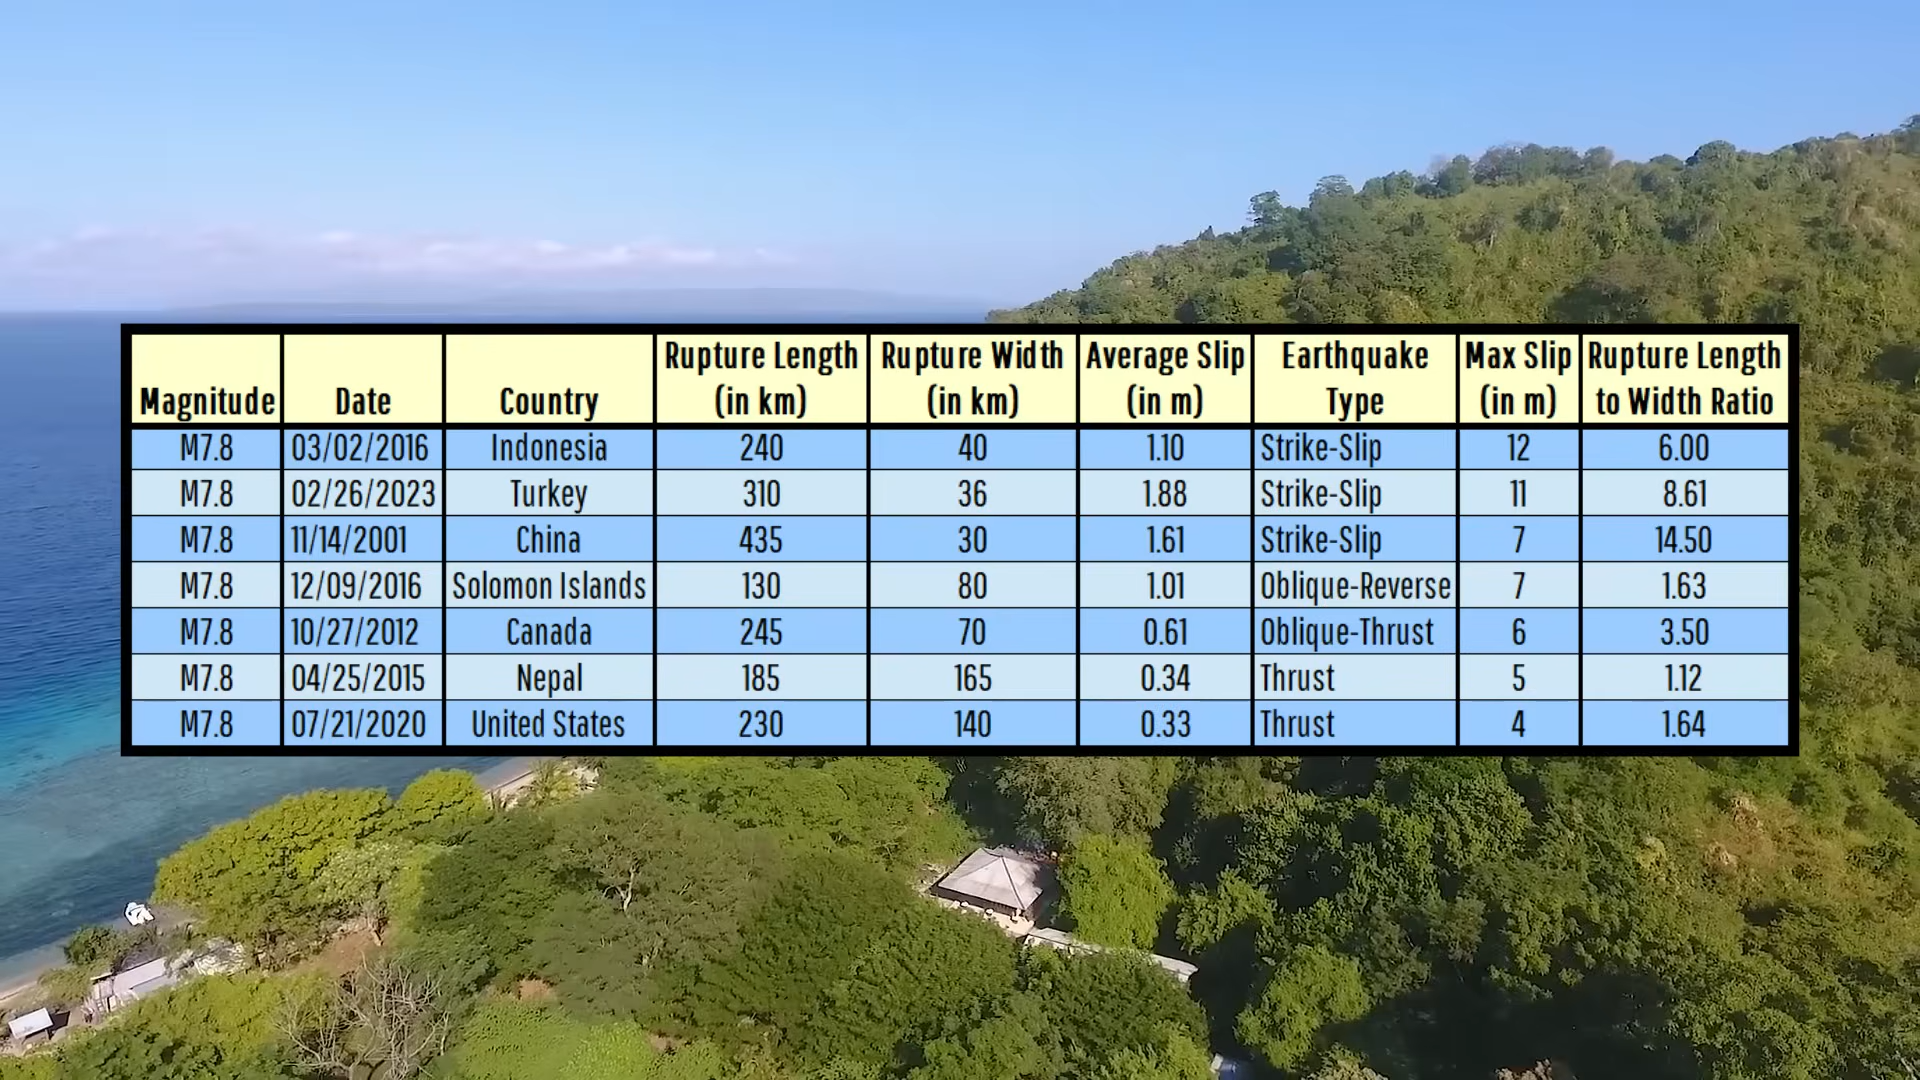 Magnitude Date Country Rupture Length (in km) Rupture Width (in km) Average Slip (in m) Earthquake Type Max Slip (in m) Rupture Length to Width Ratio
M7.8 03/02/2016 Indonesia 240 40 1.10 Strike-Slip 12 6.00
M7.8 02/26/2023 Turkey 310 36 1.88 Strike-Slip 11 8.61
M7.8 11/14/2001 China 435 30 1.61 Strike-Slip 7 14.50
M7.8 12/09/2016 Solomon Islands 130 80 1.01 Oblique-Reverse 7 1.63
M7.8 10/27/2012 Canada 245 70 0.61 Oblique-Thrust 6 3.50
M7.8 04/25/2015 Nepal 185 165 0.34 Thrust 5 1.12
M7.8 07/21/2020 United States 230 140 0.33 Thrust 4 1.64